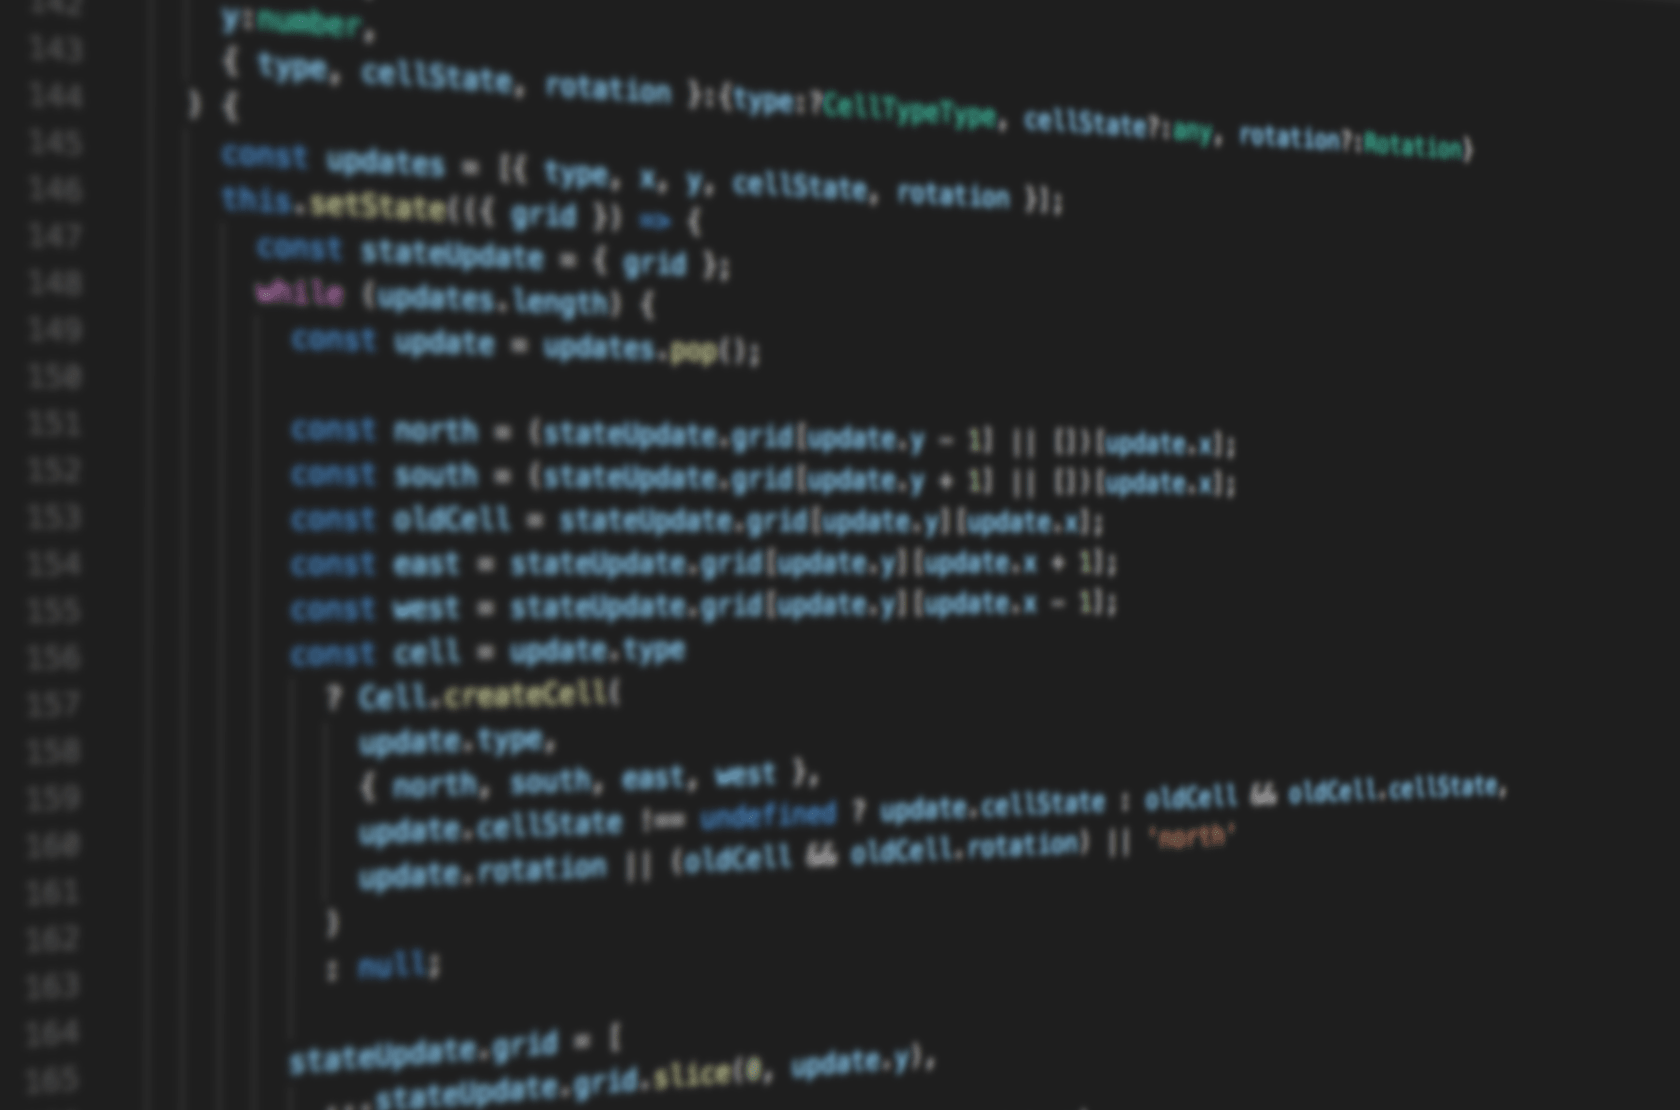 142
y:number,
143
{ type, cellState, rotation }:{type:?CellTypeType, cellState?:any, rotation?:Rotation}
144
) {
145
const updates = [{ type, x, y, cellState, rotation }];
146
this.setState(({ grid }) => {
147
const stateUpdate = { grid };
148
while (updates.length) {
149
const update = updates.pop();
150
151
const north = (stateUpdate.grid[update.y - 1] || [])[update.x];
152
const south = (stateUpdate.grid[update.y + 1] || [])[update.x];
153
const oldCell = stateUpdate.grid[update.y][update.x];
154
const east = stateUpdate.grid[update.y][update.x + 1];
155
const west = stateUpdate.grid[update.y][update.x - 1];
156
const cell = update.type
157
? Cell.createCell(
158
update.type,
159
{ north, south, east, west },
160
update.cellState !== undefined ? update.cellState : oldCell && oldCell.cellState,
161
update.rotation || (oldCell && oldCell.rotation) || 'north'
162
)
163
: null;
164
stateUpdate.grid = [
165
...stateUpdate.grid.slice(0, update.y),